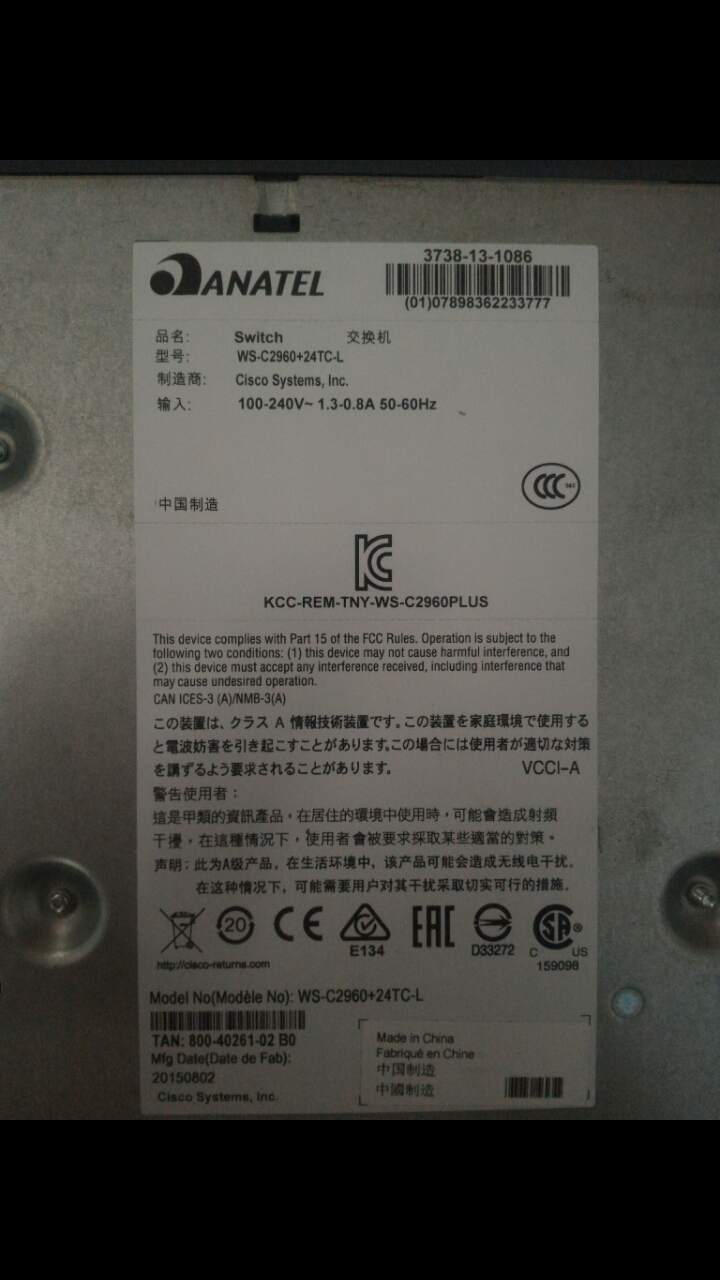 ANATEL
3738-13-1086
(01)07898362233777
品名: Switch 交换机
型号: WS-C2960+24TC-L
制造商: Cisco Systems, Inc.
输入: 100-240V~ 1.3-0.8A 50-60Hz
CCC
中国制造
KC
KCC-REM-TNY-WS-C2960PLUS
This device complies with Part 15 of the FCC Rules. Operation is subject to the
following two conditions: (1) this device may not cause harmful interference, and
(2) this device must accept any interference received, including interference that
may cause undesired operation.
CAN ICES-3 (A)/NMB-3(A)
この装置は、クラス A 情報技術装置です。この装置を家庭環境で使用する
と電波妨害を引き起こすことがあります。この場合には使用者が適切な対策
を講ずるよう要求されることがあります。 VCCI-A
警告使用者：
這是甲類的資訊產品，在居住的環境中使用時，可能會造成射頻
干擾，在這種情況下，使用者會被要求採取某些適當的對策。
声明：此为A级产品，在生活环境中，该产品可能会造成无线电干扰。
在这种情况下，可能需要用户对其干扰采取切实可行的措施。
20 CE E134 EAC D33272 SA® C US
http://cisco-returns.com 159098
Model No(Modèle No): WS-C2960+24TC-L
TAN: 800-40261-02 B0
Mfg Date(Date de Fab):
20150802
Cisco Systems, Inc.
Made in China
Fabriqué en Chine
中国制造
中國制造